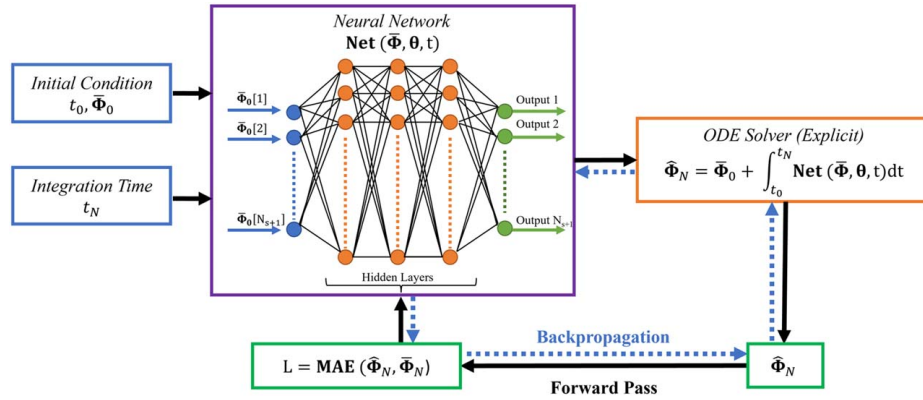 Neural Network
Net (Φ̅, θ, t)
Initial Condition
t₀, Φ̅₀
Integration Time
t_N
Φ̅₀[1]
Φ̅₀[2]
Φ̅₀[N_{s+1}]
Output 1
Output 2
Output N_{s+1}
Hidden Layers
ODE Solver (Explicit)
Φ̂_N = Φ̅₀ + ∫_{t₀}^{t_N} Net (Φ̅, θ, t)dt
Backpropagation
L = MAE (Φ̂_N, Φ̅_N)
Φ̂_N
Forward Pass